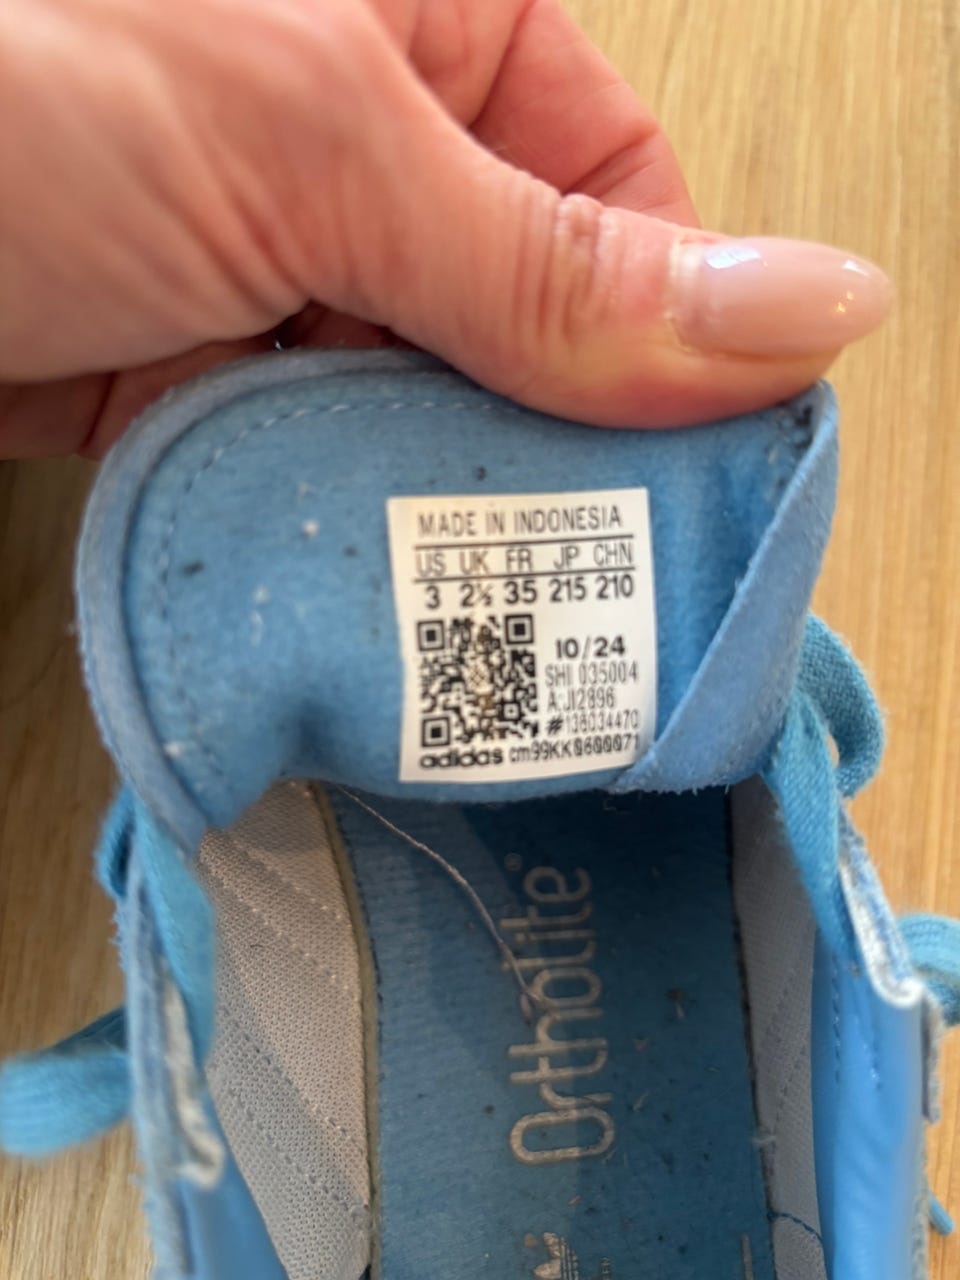 MADE IN INDONESIA
US UK FR JP CHN
3 2½ 35 215 210
10/24
SHI 035004
A:JI2896
#138034470
adidas cm99KK0600071
Ortholite®